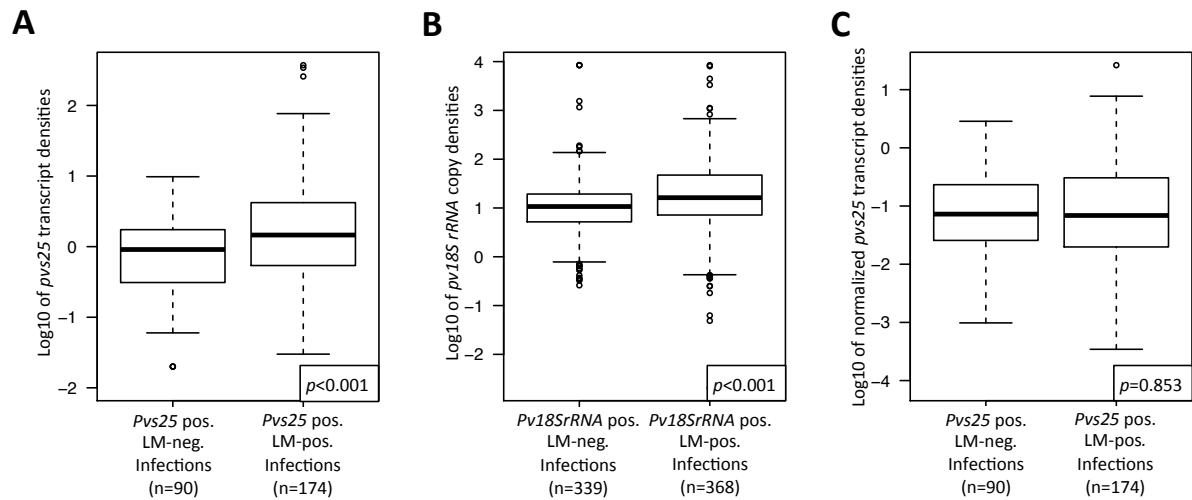 A
Log10 of pvs25 transcript densities
2
1
0
−1
−2
p<0.001
Pvs25 pos.
LM-neg.
Infections
(n=90)
Pvs25 pos.
LM-pos.
Infections
(n=174)
B
Log10 of pv18S rRNA copy densities
4
3
2
1
0
−1
−2
p<0.001
Pv18SrRNA pos.
LM-neg.
Infections
(n=339)
Pv18SrRNA pos.
LM-pos.
Infections
(n=368)
C
Log10 of normalized pvs25 transcript densities
1
0
−1
−2
−3
−4
p=0.853
Pvs25 pos.
LM-neg.
Infections
(n=90)
Pvs25 pos.
LM-pos.
Infections
(n=174)